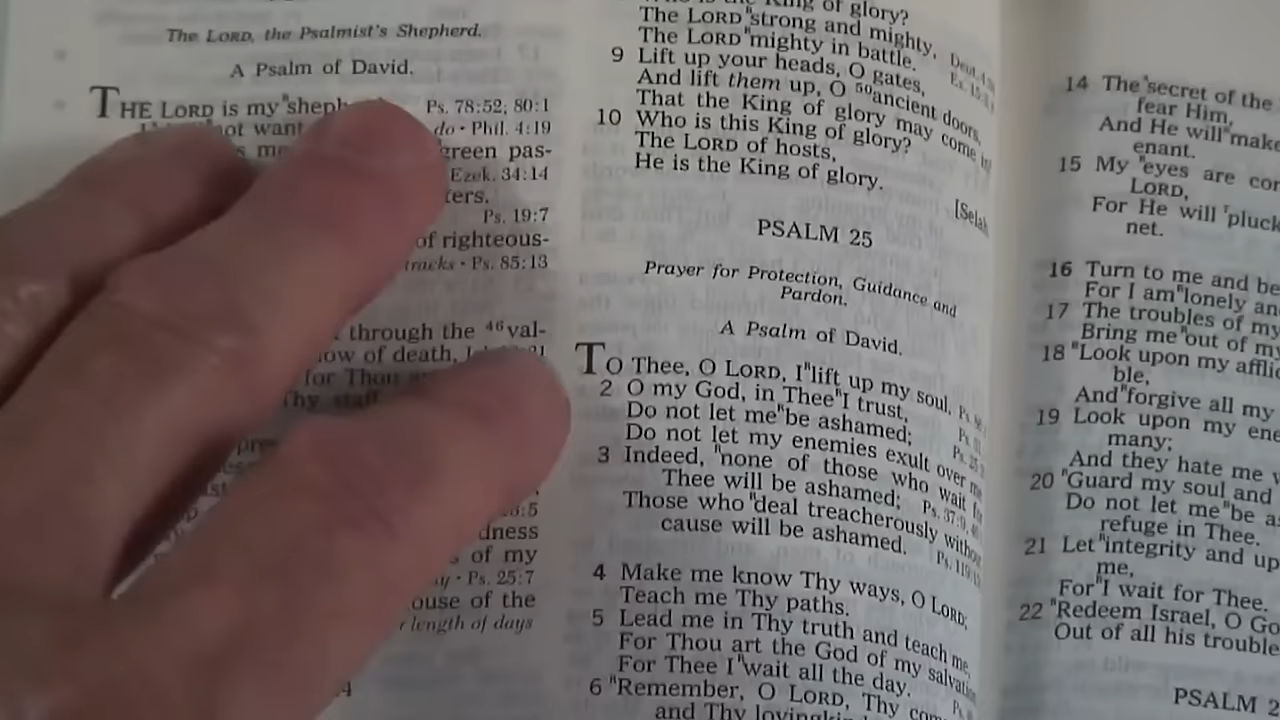 The LORD, the Psalmist's Shepherd.
A Psalm of David.
THE LORD is my "sheph
Ps. 78:52; 80:1
not want
do • Phil. 4:19
green pas-
Ezek. 34:14
ters.
Ps. 19:7
of righteous-
tracks • Ps. 85:13
through the 46val-
ow of death,
for Thou
Thy staff
dness
of my
Ps. 25:7
ouse of the
length of days
King of glory?
The LORD "strong and mighty,
The LORD "mighty in battle.
9 Lift up your heads, O gates,
And lift them up, O 50ancient doors,
That the King of glory may come in
10 Who is this King of glory?
The LORD of hosts,
He is the King of glory.
[Selah
PSALM 25
Prayer for Protection, Guidance and
Pardon.
A Psalm of David.
TO Thee, O LORD, I "lift up my soul,
2 O my God, in Thee "I trust,
Do not let me "be ashamed;
Do not let my enemies exult over me
3 Indeed, "none of those who wait for
Thee will be ashamed;
Those who "deal treacherously without
cause will be ashamed.
4 Make me know Thy ways, O LORD;
Teach me Thy paths.
5 Lead me in Thy truth and teach me,
For Thou art the God of my salvation
For Thee I "wait all the day.
6 "Remember, O LORD, Thy com
and Thy lovingkin
14 The "secret of the
fear Him,
And He will "make
enant.
15 My "eyes are con
LORD,
For He will "pluck
net.
16 Turn to me and be
For I am "lonely an
17 The troubles of my
Bring me "out of my
18 "Look upon my afflic
ble,
And "forgive all my
19 Look upon my ene
many;
And they hate me w
20 "Guard my soul and
Do not let me "be as
refuge in Thee.
21 Let "integrity and up
me,
For "I wait for Thee.
22 "Redeem Israel, O Go
Out of all his trouble
PSALM 2